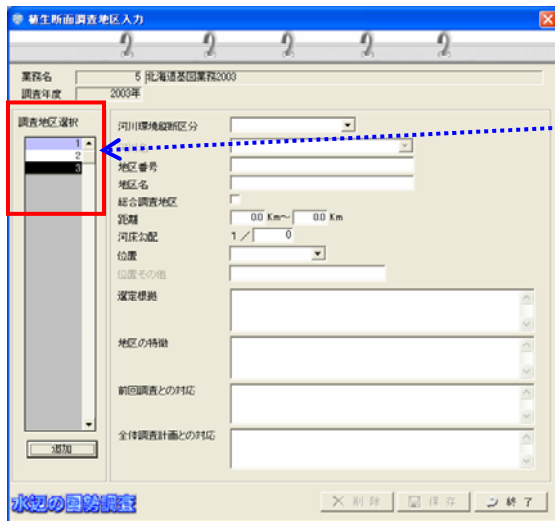 植生断面調査地区入力
業務名 5 北海道基図業務2003
調査年度 2003年
調査地区選択
1
2
3
追加
河川環境縦断区分
地区番号
地区名
総合調査地区
距離 0.0 Km～ 0.0 Km
河床勾配 1／ 0
位置
位置その他
選定根拠
地区の特徴
前回調査との対応
全体調査計画との対応
水辺の国勢調査
削除 保存 終了